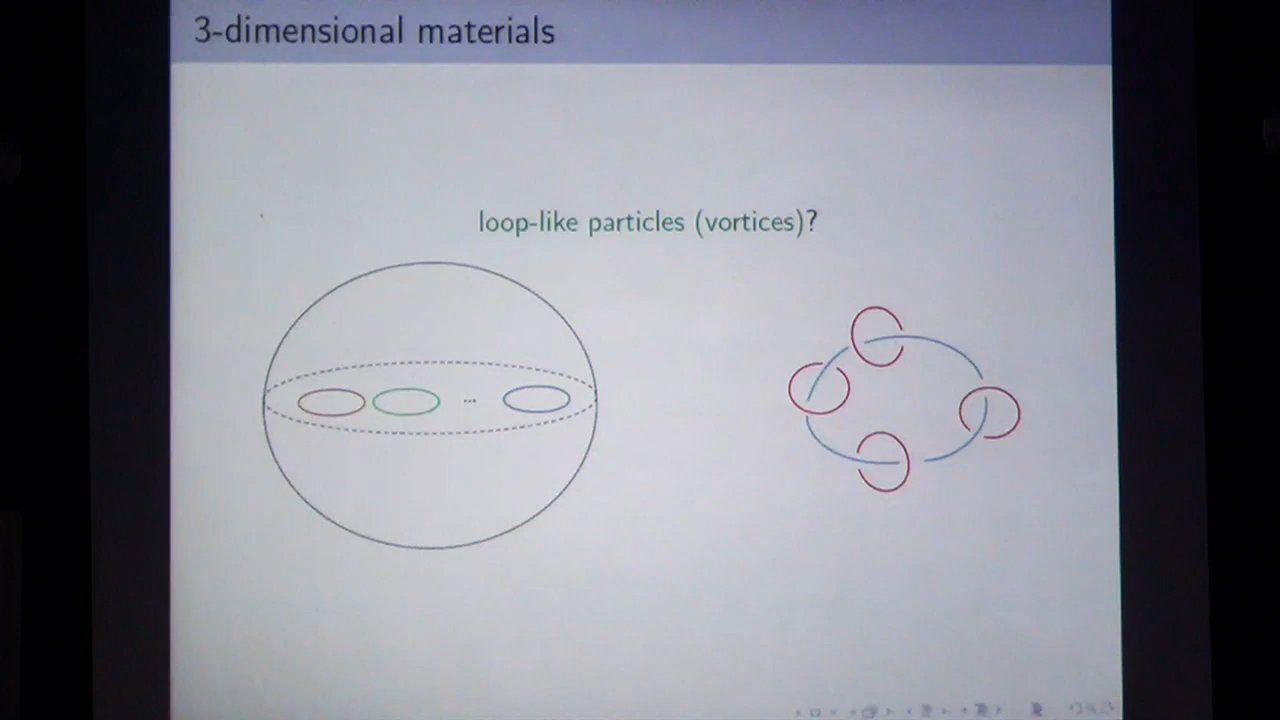 3-dimensional materials
loop-like particles (vortices)?
...